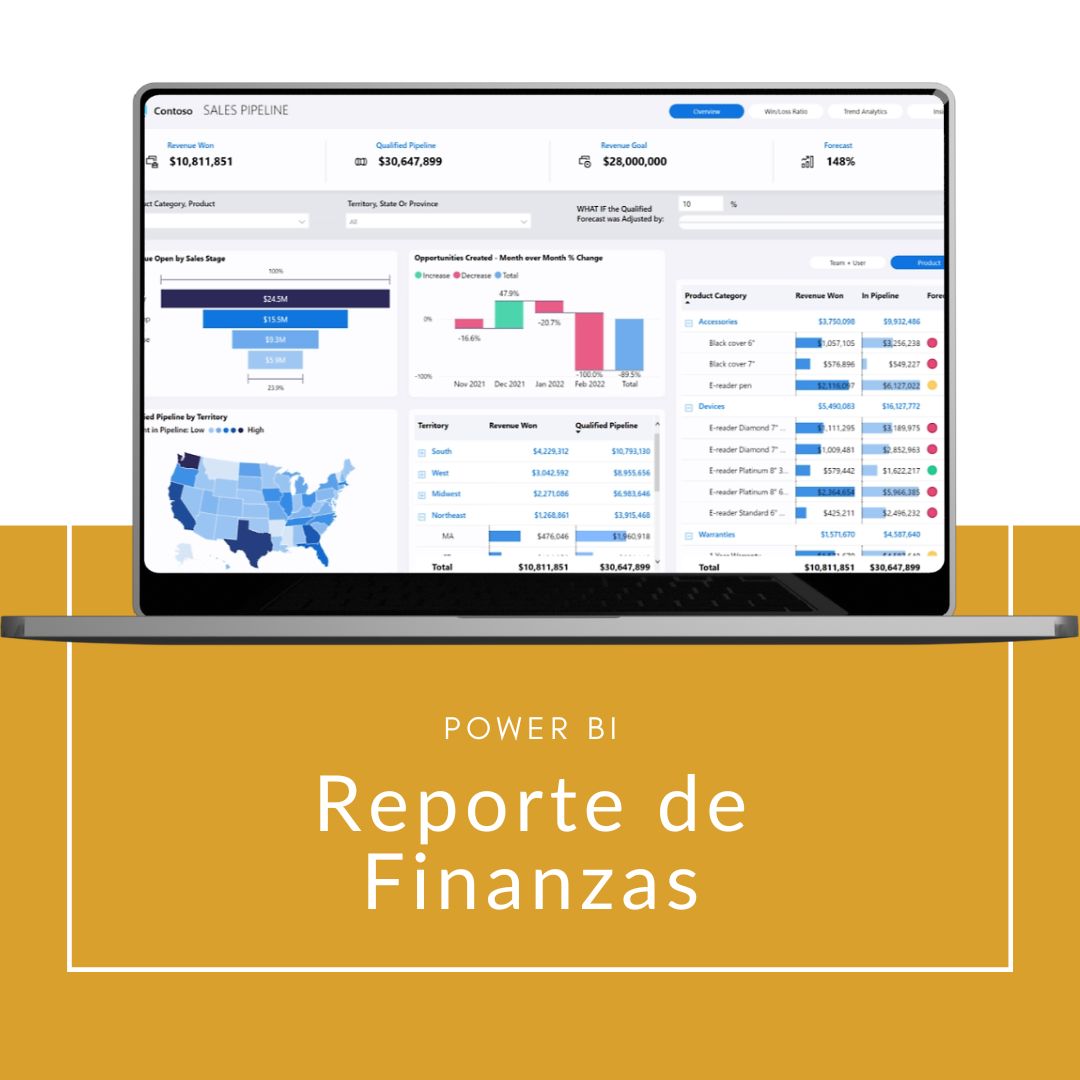 Contoso SALES PIPELINE
Overview
Win/Loss Ratio
Trend Analytics
Revenue Won
$10,811,851
Qualified Pipeline
$30,647,899
Revenue Goal
$28,000,000
Forecast
148%
Category, Product
Territory, State Or Province
All
WHAT IF the Qualified
Forecast was Adjusted by:
10 %
Open by Sales Stage
100%
$24.5M
$15.5M
$9.3M
$5.9M
23.9%
Opportunities Created - Month over Month % Change
Increase Decrease Total
47.9%
0%
-16.6%
-20.7%
-100%
-100.0%
-89.5%
Nov 2021 Dec 2021 Jan 2022 Feb 2022 Total
Team + User
Product
Product Category Revenue Won In Pipeline
Accessories $3,750,098 $9,932,486
Black cover 6" $1,057,105 $3,256,238
Black cover 7" $576,896 $549,227
E-reader pen $2,116,097 $6,127,022
Devices $5,490,083 $16,127,772
E-reader Diamond 7" ... $1,111,295 $3,189,975
E-reader Diamond 7" ... $1,009,481 $2,852,963
E-reader Platinum 8" 3... $579,442 $1,622,217
E-reader Platinum 8" 6... $2,364,654 $5,966,385
E-reader Standard 6" ... $425,211 $2,496,232
Warranties $1,571,670 $4,587,640
Total $10,811,851 $30,647,899
Pipeline by Territory
in Pipeline: Low High
Territory Revenue Won Qualified Pipeline
South $4,229,312 $10,793,130
West $3,042,592 $8,955,656
Midwest $2,271,086 $6,983,646
Northeast $1,268,861 $3,915,468
MA $476,046 $1,960,918
Total $10,811,851 $30,647,899
POWER BI
Reporte de
Finanzas